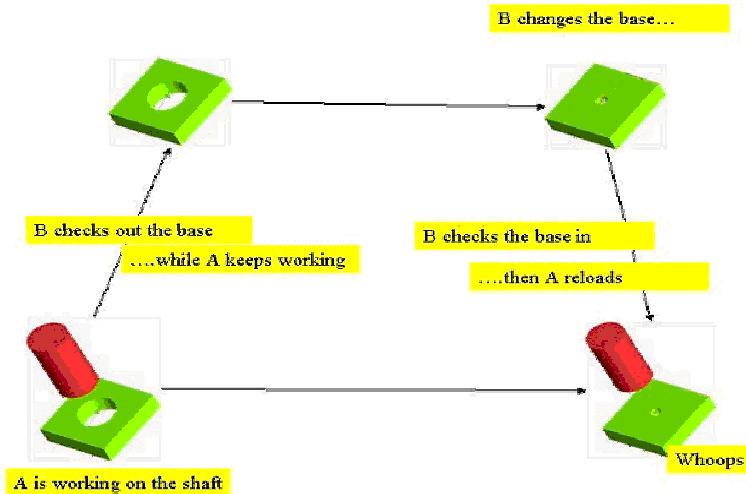 B changes the base…
B checks out the base
….while A keeps working
B checks the base in
….then A reloads
Whoops
A is working on the shaft